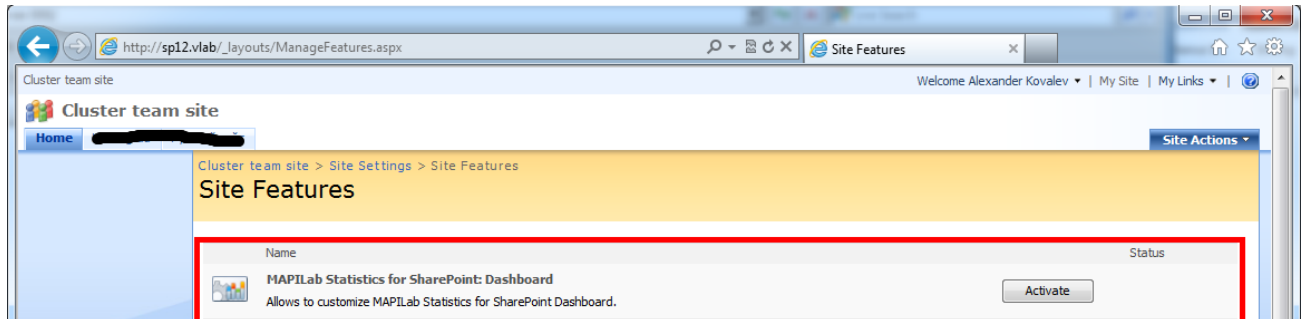 http://sp12.vlab/_layouts/ManageFeatures.aspx
Site Features
Cluster team site
Welcome Alexander Kovalev | My Site | My Links |
Cluster team site
Home
Site Actions
Cluster team site > Site Settings > Site Features
Site Features
Name Status
MAPILab Statistics for SharePoint: Dashboard
Activate
Allows to customize MAPILab Statistics for SharePoint Dashboard.